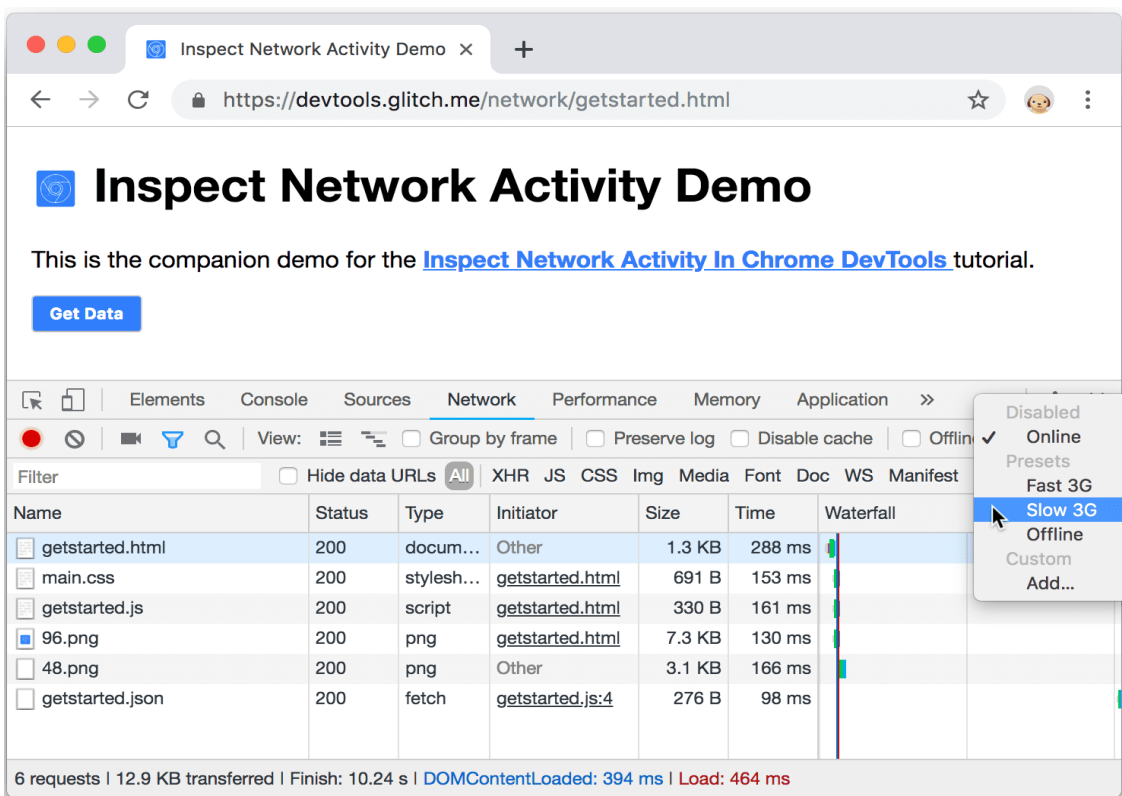 Inspect Network Activity Demo
https://devtools.glitch.me/network/getstarted.html
Inspect Network Activity Demo
This is the companion demo for the Inspect Network Activity In Chrome DevTools tutorial.
Get Data
Elements Console Sources Network Performance Memory Application »
View: Group by frame Preserve log Disable cache
Filter Hide data URLs All XHR JS CSS Img Media Font Doc WS Manifest
Disabled
Online
Presets
Fast 3G
Slow 3G
Offline
Custom
Add...
Name Status Type Initiator Size Time Waterfall
getstarted.html 200 docum... Other 1.3 KB 288 ms
main.css 200 stylesh... getstarted.html 691 B 153 ms
getstarted.js 200 script getstarted.html 330 B 161 ms
96.png 200 png getstarted.html 7.3 KB 130 ms
48.png 200 png Other 3.1 KB 166 ms
getstarted.json 200 fetch getstarted.js:4 276 B 98 ms
6 requests | 12.9 KB transferred | Finish: 10.24 s | DOMContentLoaded: 394 ms | Load: 464 ms